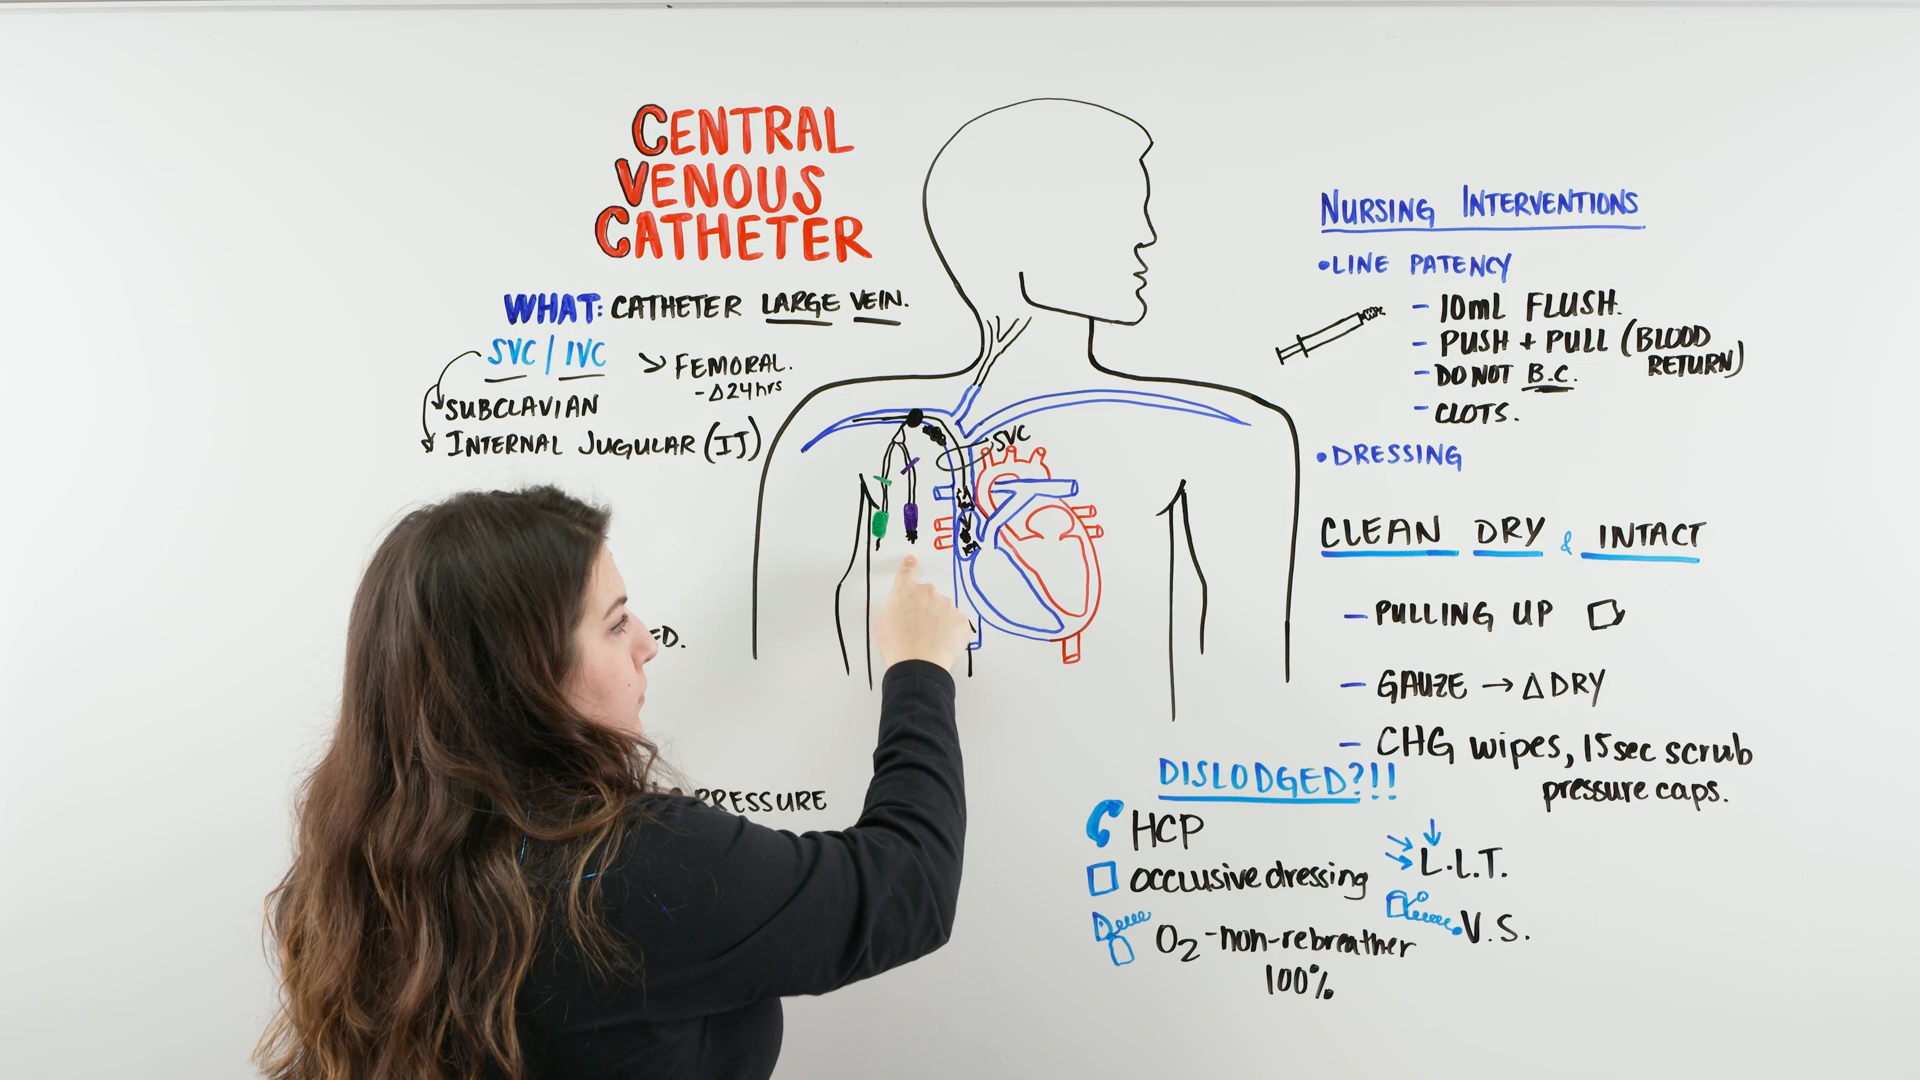 CENTRAL
VENOUS
CATHETER
WHAT: CATHETER LARGE VEIN.
SVC / IVC
> FEMORAL.
- Δ24hrs
SUBCLAVIAN
INTERNAL JUGULAR (IJ)
SVC
PRESSURE
NURSING INTERVENTIONS
•LINE PATENCY
- 10mL FLUSH.
- PUSH + PULL (BLOOD
RETURN)
- DO NOT B.C.
- CLOTS.
•DRESSING
CLEAN DRY & INTACT
- PULLING UP
- GAUZE → Δ DRY
- CHG wipes, 15sec scrub
pressure caps.
DISLODGED?!!
HCP
occlusive dressing
O2 -non-rebreather
100%
L.L.T.
V.S.